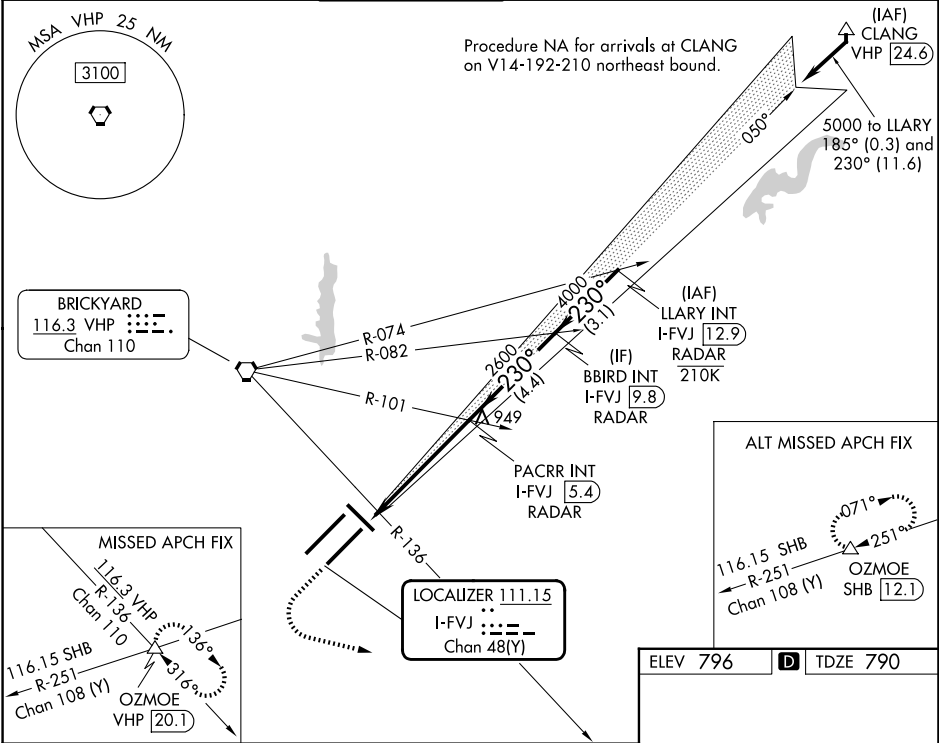 MSA VHP 25 NM
3100
Procedure NA for arrivals at CLANG
on V14-192-210 northeast bound.
(IAF)
CLANG
VHP 24.6
050°
5000 to LLARY
185° (0.3) and
230° (11.6)
BRICKYARD
116.3 VHP
Chan 110
R-074
R-082
R-101
4000
230°
(3.1)
2600
230°
(4.4)
949
(IAF)
LLARY INT
I-FVJ 12.9
RADAR
210K
(IF)
BBIRD INT
I-FVJ 9.8
RADAR
PACRR INT
I-FVJ 5.4
RADAR
R-136
LOCALIZER 111.15
I-FVJ
Chan 48(Y)
MISSED APCH FIX
116.3 VHP
R-136
Chan 110
136°
316°
116.15 SHB
R-251
Chan 108 (Y)
OZMOE
VHP 20.1
ALT MISSED APCH FIX
071°
251°
116.15 SHB
R-251
Chan 108 (Y)
OZMOE
SHB 12.1
ELEV 796 D TDZE 790